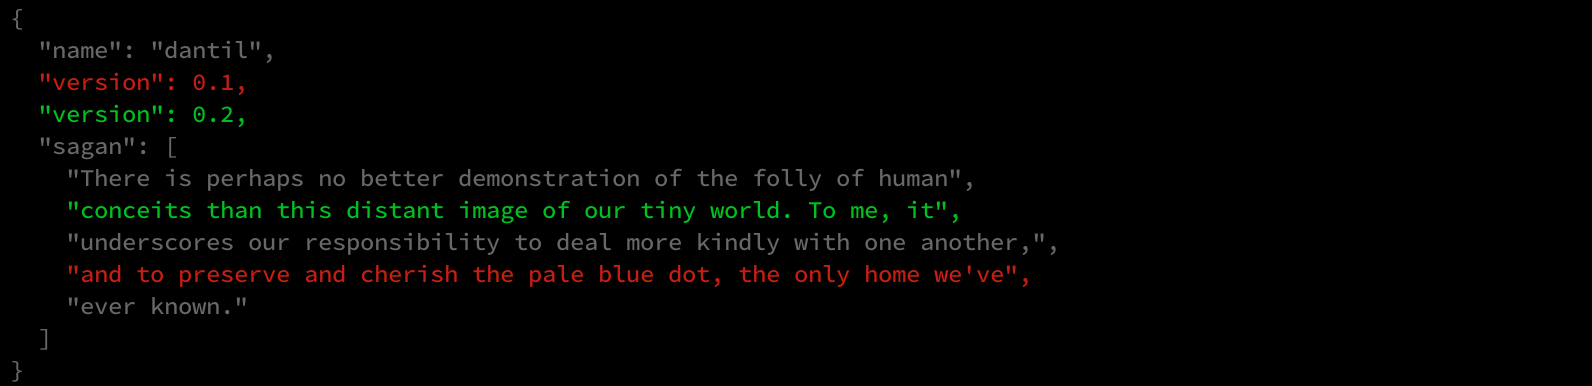 {
  "name": "dantil",
  "version": 0.1,
  "version": 0.2,
  "sagan": [
    "There is perhaps no better demonstration of the folly of human",
    "conceits than this distant image of our tiny world. To me, it",
    "underscores our responsibility to deal more kindly with one another,",
    "and to preserve and cherish the pale blue dot, the only home we've",
    "ever known."
  ]
}